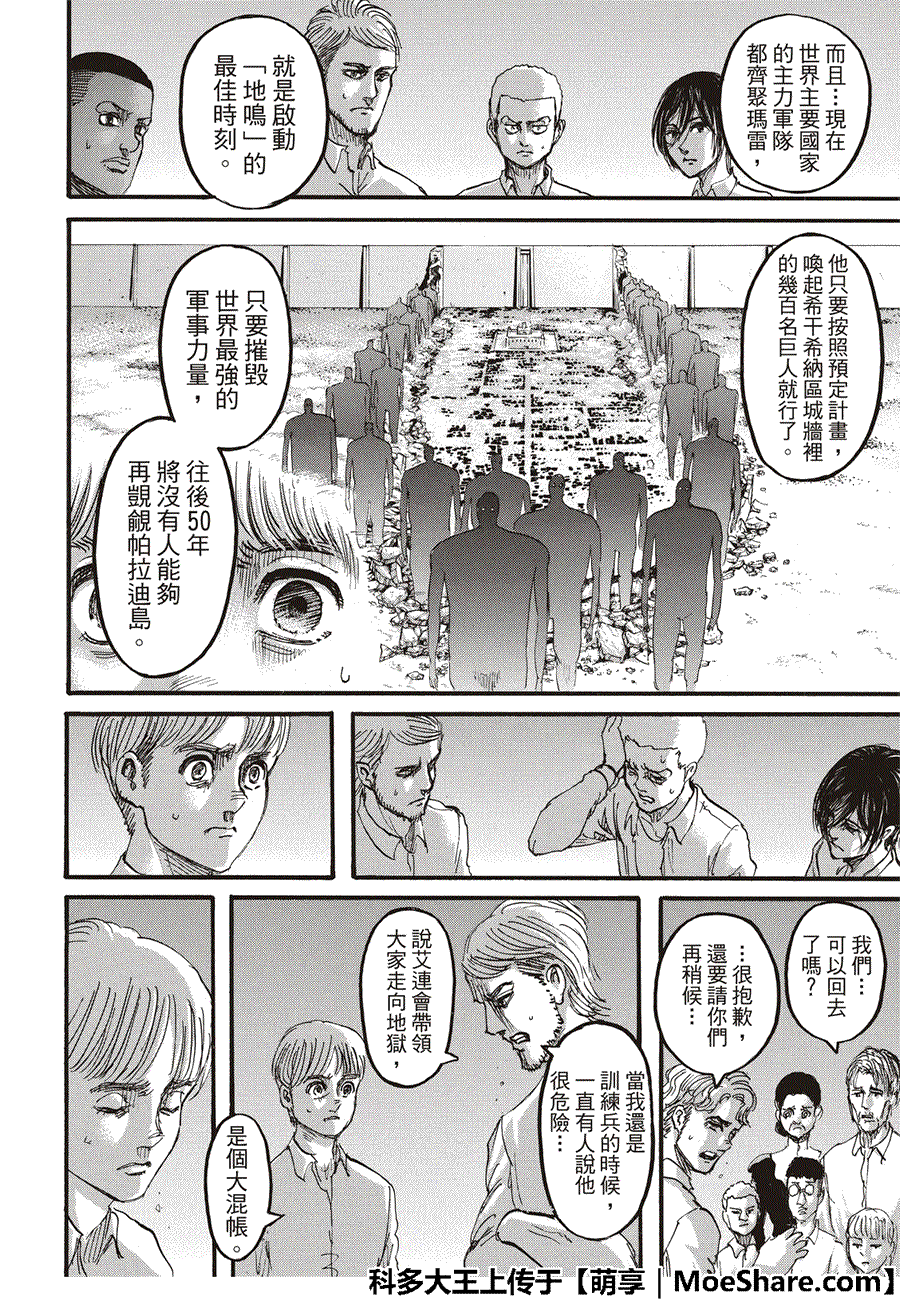 而且…現在
世界主要國家
的主力軍隊
都齊聚瑪雷，
就是啟動
「地鳴」的
最佳時刻。
他只要按照預定計畫，
喚起希干希納區城牆裡
的幾百名巨人就行了。
只要摧毀
世界最強的
軍事力量，
往後50年
將沒有人能夠
再覬覦帕拉迪島。
我們…
可以回去
了嗎？
…很抱歉，
還要請你們
再稍候…
當我還是
訓練兵的時候，
一直有人說他
很危險…
說艾連會帶領
大家走向地獄，
是個大混帳。
科多大王上传于【萌享｜MoeShare.com】